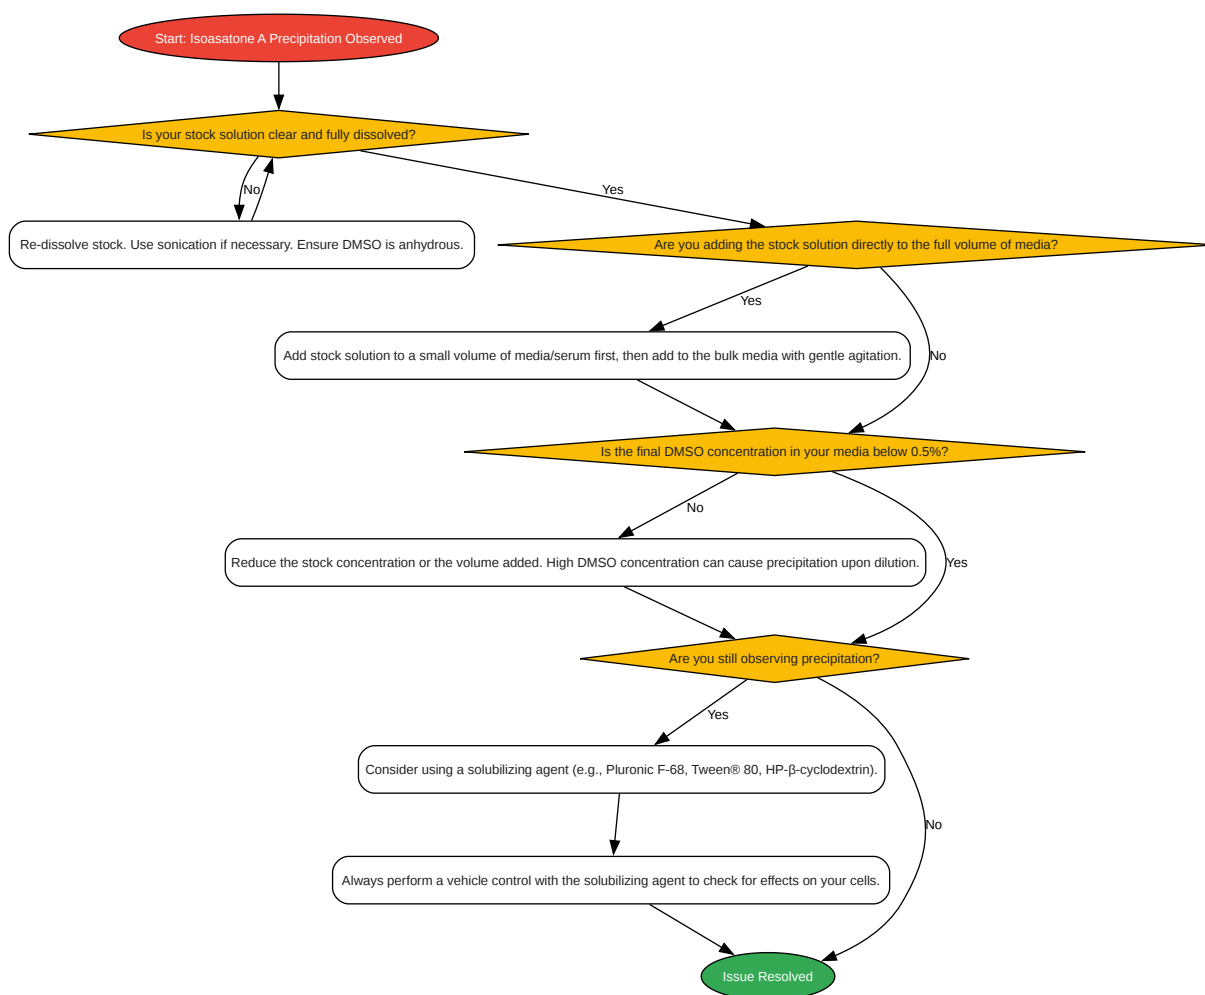 Start: Isoasatone A Precipitation Observed
Is your stock solution clear and fully dissolved?
No
Yes
Re-dissolve stock. Use sonication if necessary. Ensure DMSO is anhydrous.
Are you adding the stock solution directly to the full volume of media?
Yes
Add stock solution to a small volume of media/serum first, then add to the bulk media with gentle agitation.
No
Is the final DMSO concentration in your media below 0.5%?
No
Reduce the stock concentration or the volume added. High DMSO concentration can cause precipitation upon dilution.
Yes
Are you still observing precipitation?
Yes
Consider using a solubilizing agent (e.g., Pluronic F-68, Tween® 80, HP-β-cyclodextrin).
No
Always perform a vehicle control with the solubilizing agent to check for effects on your cells.
Issue Resolved